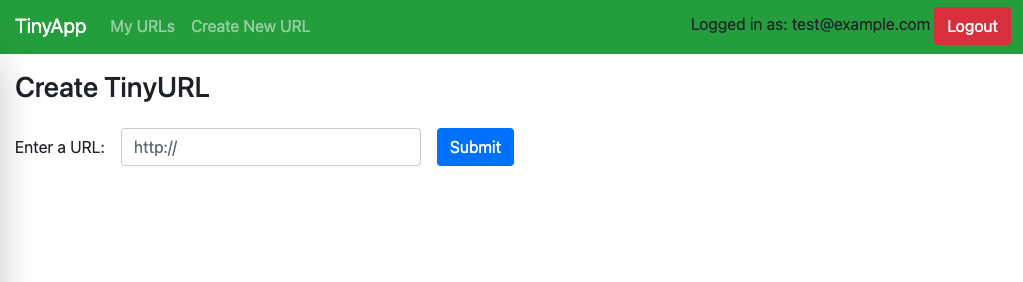 TinyApp My URLs Create New URL Logged in as: test@example.com Logout
Create TinyURL
Enter a URL: http:// Submit